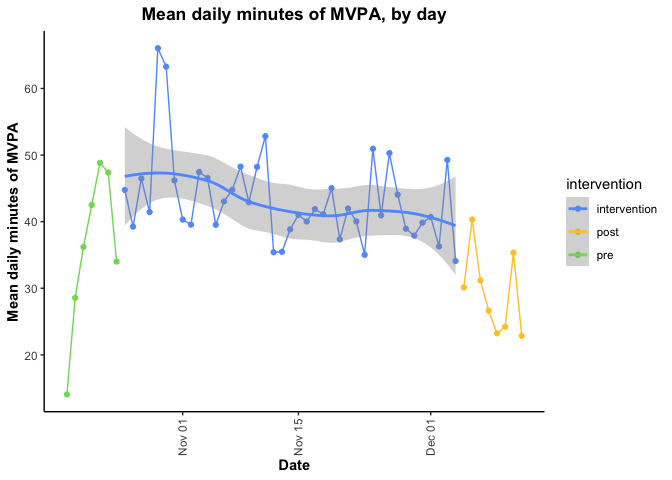 Mean daily minutes of MVPA, by day
Mean daily minutes of MVPA
60
50
40
30
20
Nov 01
Nov 15
Dec 01
Date
intervention
intervention
post
pre